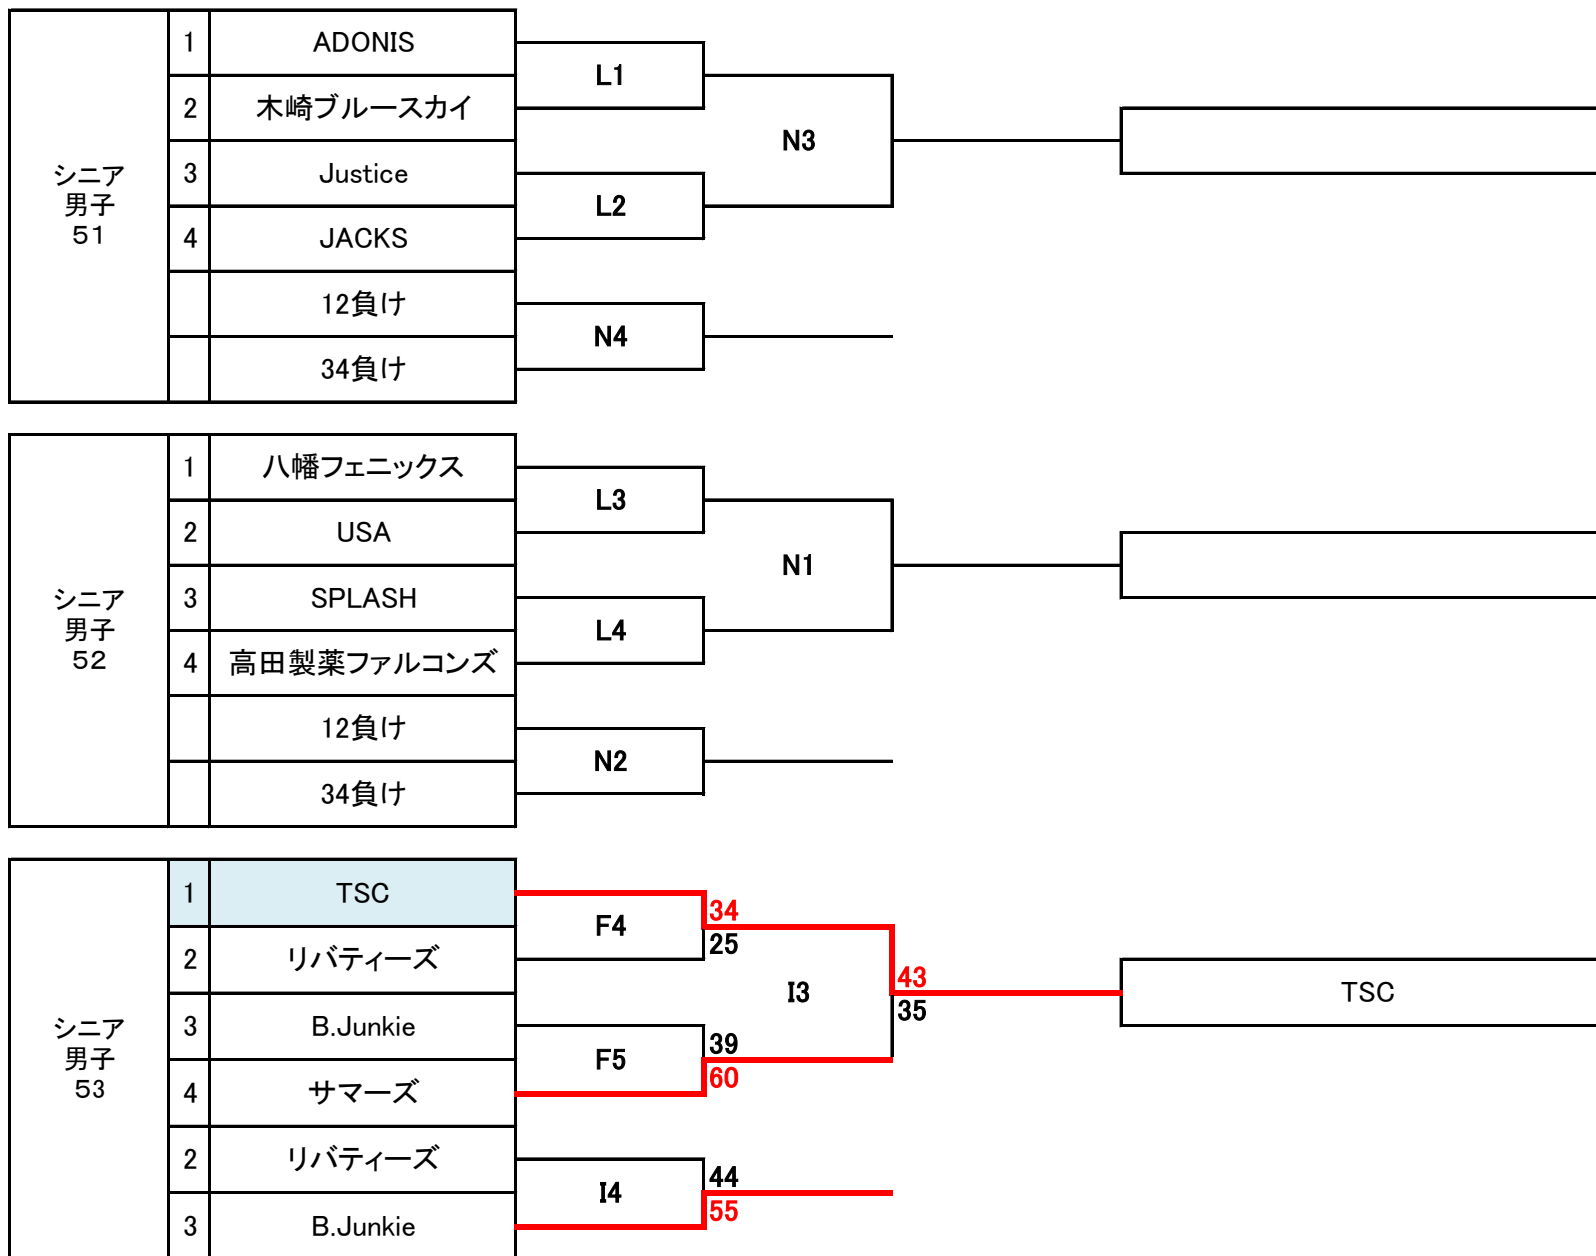 シニア
男子
51
1 ADONIS
2 木崎ブルースカイ
3 Justice
4 JACKS
12負け
34負け
L1
L2
N3
N4
シニア
男子
52
1 八幡フェニックス
2 USA
3 SPLASH
4 高田製薬ファルコンズ
12負け
34負け
L3
L4
N1
N2
シニア
男子
53
1 TSC
2 リバティーズ
3 B.Junkie
4 サマーズ
2 リバティーズ
3 B.Junkie
F4
34
25
F5
39
60
I3
43
35
TSC
I4
44
55